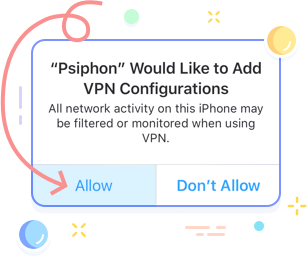 “Psiphon” Would Like to Add
VPN Configurations
All network activity on this iPhone may
be filtered or monitored when using
VPN.
Allow
Don’t Allow